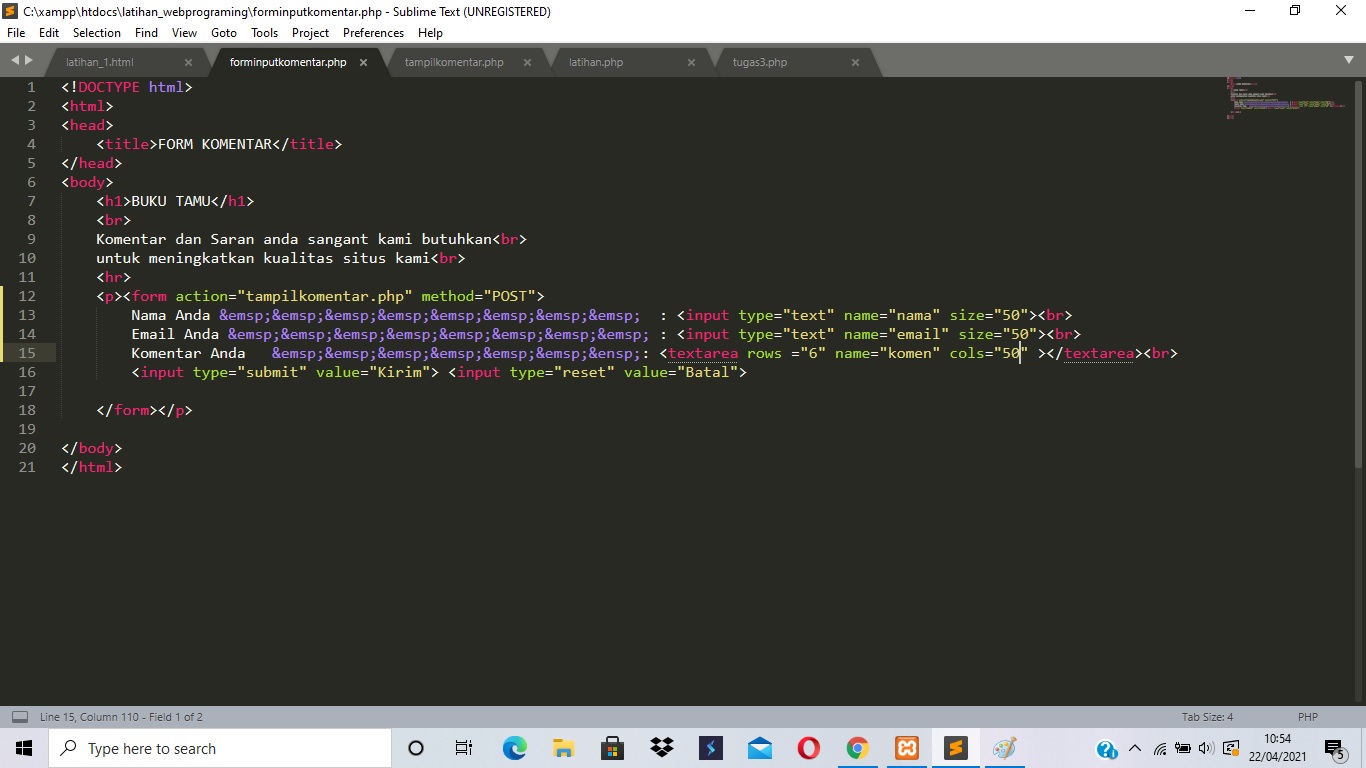 C:\xampp\htdocs\latihan_webprograming\forminputkomentar.php - Sublime Text (UNREGISTERED)
File Edit Selection Find View Goto Tools Project Preferences Help
latihan_1.html forminputkomentar.php tampilkomentar.php latihan.php tugas3.php
1 <!DOCTYPE html>
2 <html>
3 <head>
4 <title>FORM KOMENTAR</title>
5 </head>
6 <body>
7 <h1>BUKU TAMU</h1>
8 <br>
9 Komentar dan Saran anda sangant kami butuhkan<br>
10 untuk meningkatkan kualitas situs kami<br>
11 <hr>
12 <p><form action="tampilkomentar.php" method="POST">
13 Nama Anda &emsp;&emsp;&emsp;&emsp;&emsp;&emsp;&emsp;&emsp;  : <input type="text" name="nama" size="50"><br>
14 Email Anda &emsp;&emsp;&emsp;&emsp;&emsp;&emsp;&emsp;&emsp; : <input type="text" name="email" size="50"><br>
15 Komentar Anda   &emsp;&emsp;&emsp;&emsp;&emsp;&emsp;&ensp;: <textarea rows ="6" name="komen" cols="50" ></textarea><br>
16 <input type="submit" value="Kirim"> <input type="reset" value="Batal">
17
18 </form></p>
19
20 </body>
21 </html>
Line 15, Column 110 - Field 1 of 2 Tab Size: 4 PHP
Type here to search
10:54
22/04/2021
5